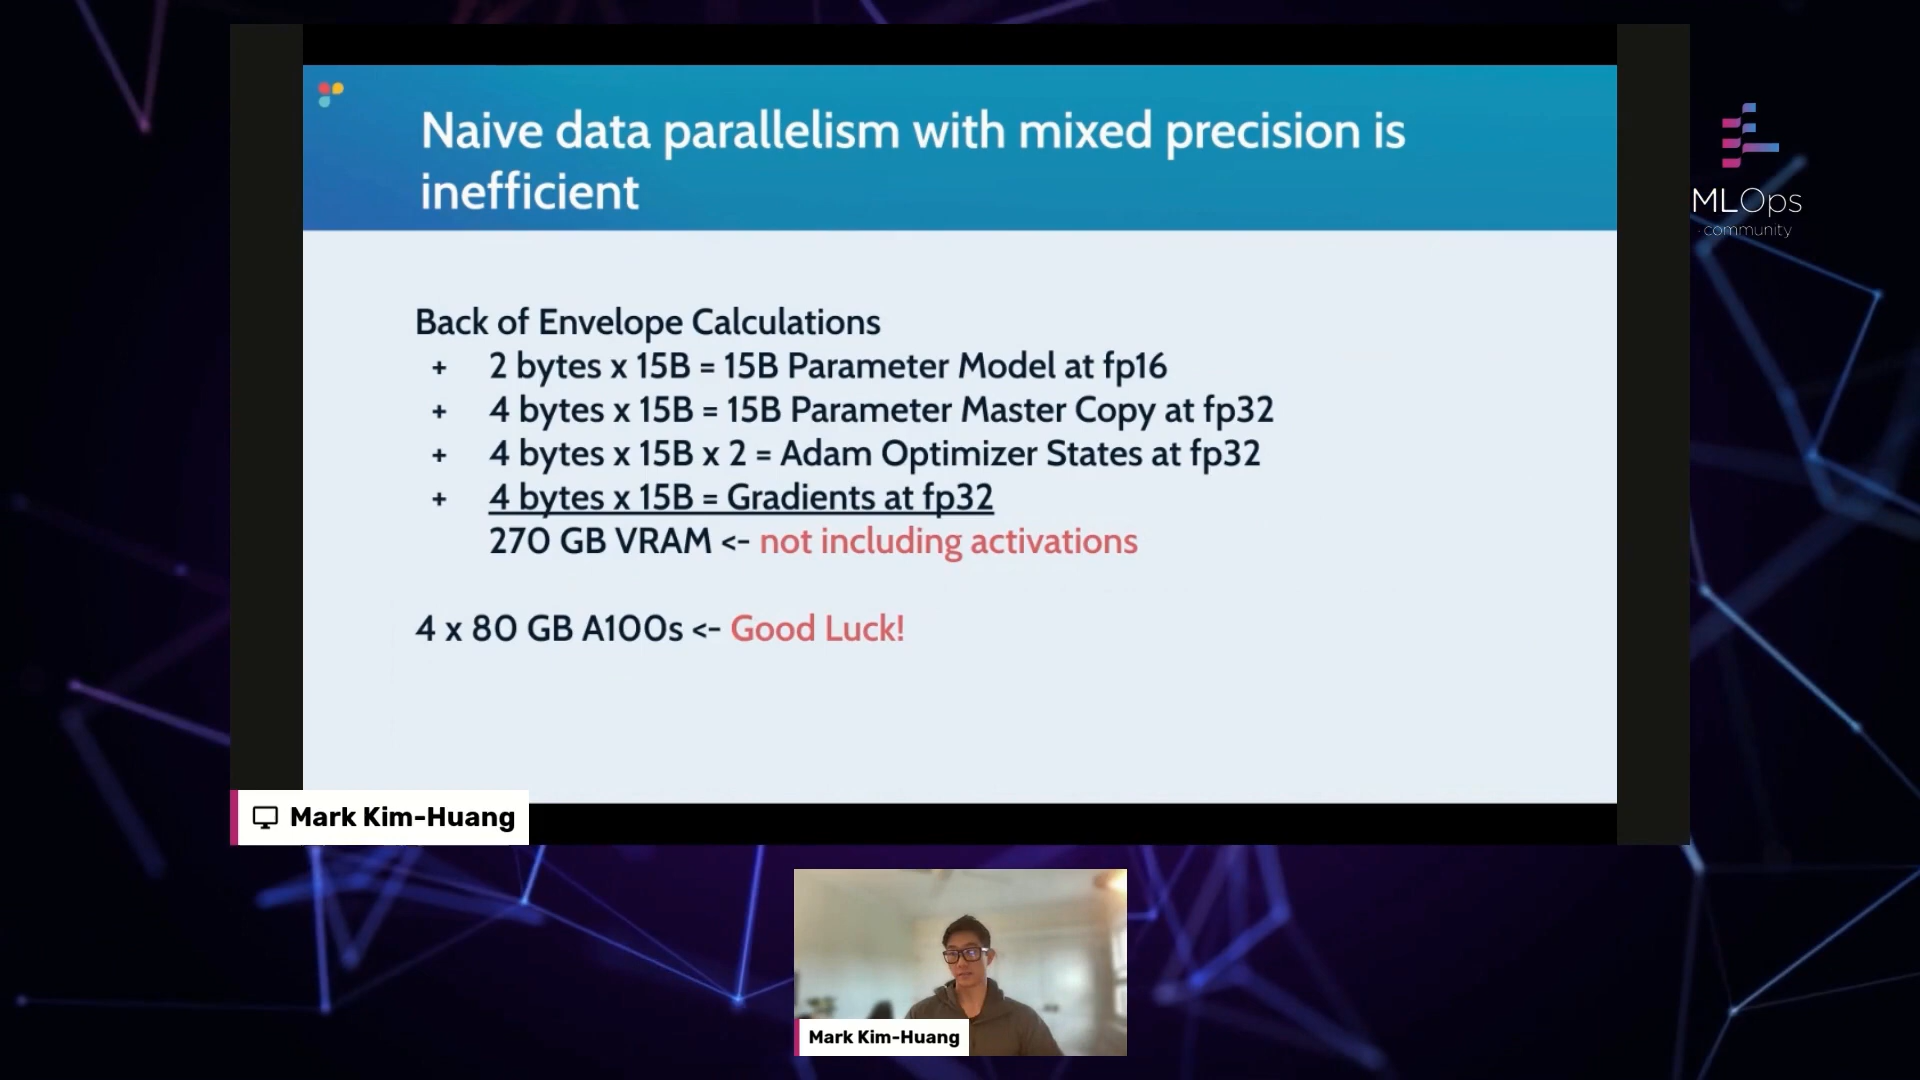 Naive data parallelism with mixed precision is
inefficient
MLOps
community
Back of Envelope Calculations
+ 2 bytes x 15B = 15B Parameter Model at fp16
+ 4 bytes x 15B = 15B Parameter Master Copy at fp32
+ 4 bytes x 15B x 2 = Adam Optimizer States at fp32
+ 4 bytes x 15B = Gradients at fp32
270 GB VRAM <- not including activations
4 x 80 GB A100s <- Good Luck!
Mark Kim-Huang
Mark Kim-Huang